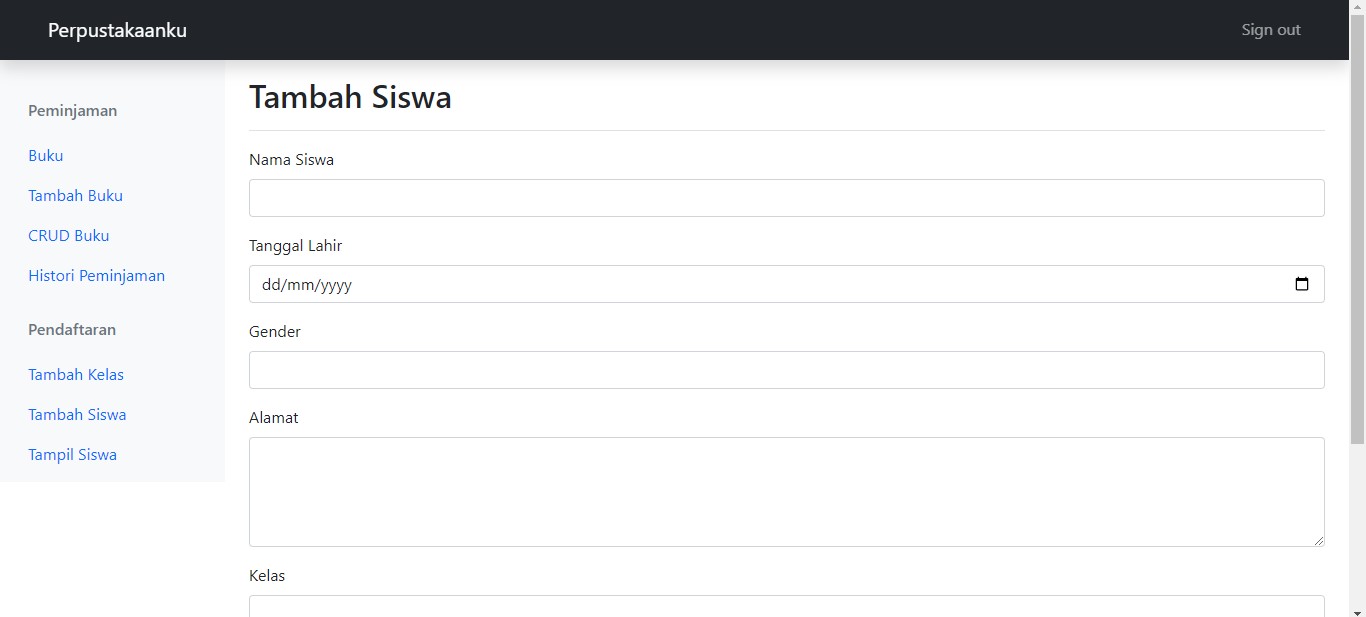 Perpustakaanku
Sign out
Peminjaman
Buku
Tambah Buku
CRUD Buku
Histori Peminjaman
Pendaftaran
Tambah Kelas
Tambah Siswa
Tampil Siswa
Tambah Siswa
Nama Siswa
Tanggal Lahir
dd/mm/yyyy
Gender
Alamat
Kelas